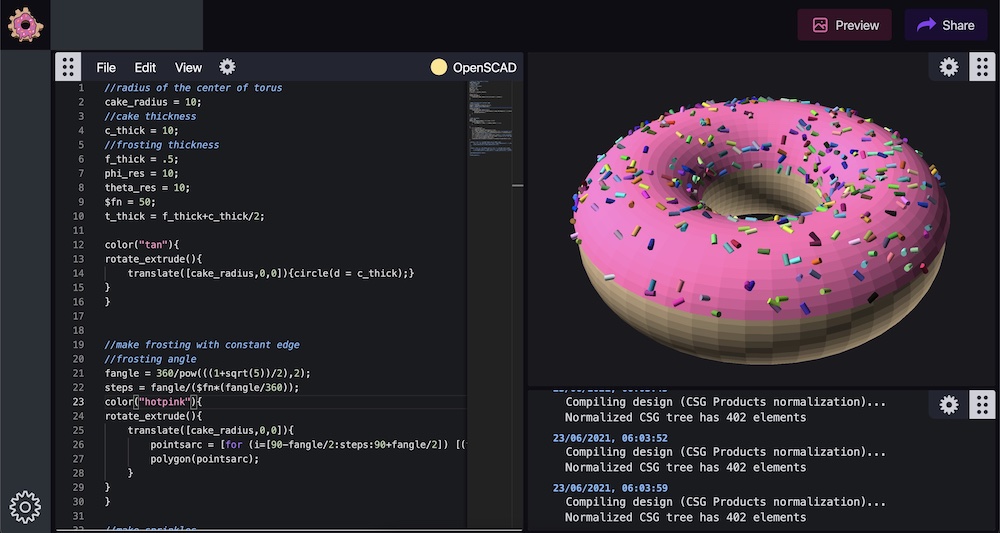 Preview
Share
File Edit View
OpenSCAD
1 //radius of the center of torus
2 cake_radius = 10;
3 //cake thickness
4 c_thick = 10;
5 //frosting thickness
6 f_thick = .5;
7 phi_res = 10;
8 theta_res = 10;
9 $fn = 50;
10 t_thick = f_thick+c_thick/2;
11
12 color("tan"){
13 rotate_extrude(){
14 translate([cake_radius,0,0]){circle(d = c_thick);}
15 }
16 }
17
18
19 //make frosting with constant edge
20 //frosting angle
21 fangle = 360/pow(((1+sqrt(5))/2),2);
22 steps = fangle/($fn*(fangle/360));
23 color("hotpink"){
24 rotate_extrude(){
25 translate([cake_radius,0,0]){
26 pointsarc = [for (i=[90-fangle/2:steps:90+fangle/2]) [(
27 polygon(pointsarc);
28 }
29 }
30 }
31
32 //make sprinkles
Compiling design (CSG Products normalization)...
Normalized CSG tree has 402 elements
23/06/2021, 06:03:52
Compiling design (CSG Products normalization)...
Normalized CSG tree has 402 elements
23/06/2021, 06:03:59
Compiling design (CSG Products normalization)...
Normalized CSG tree has 402 elements